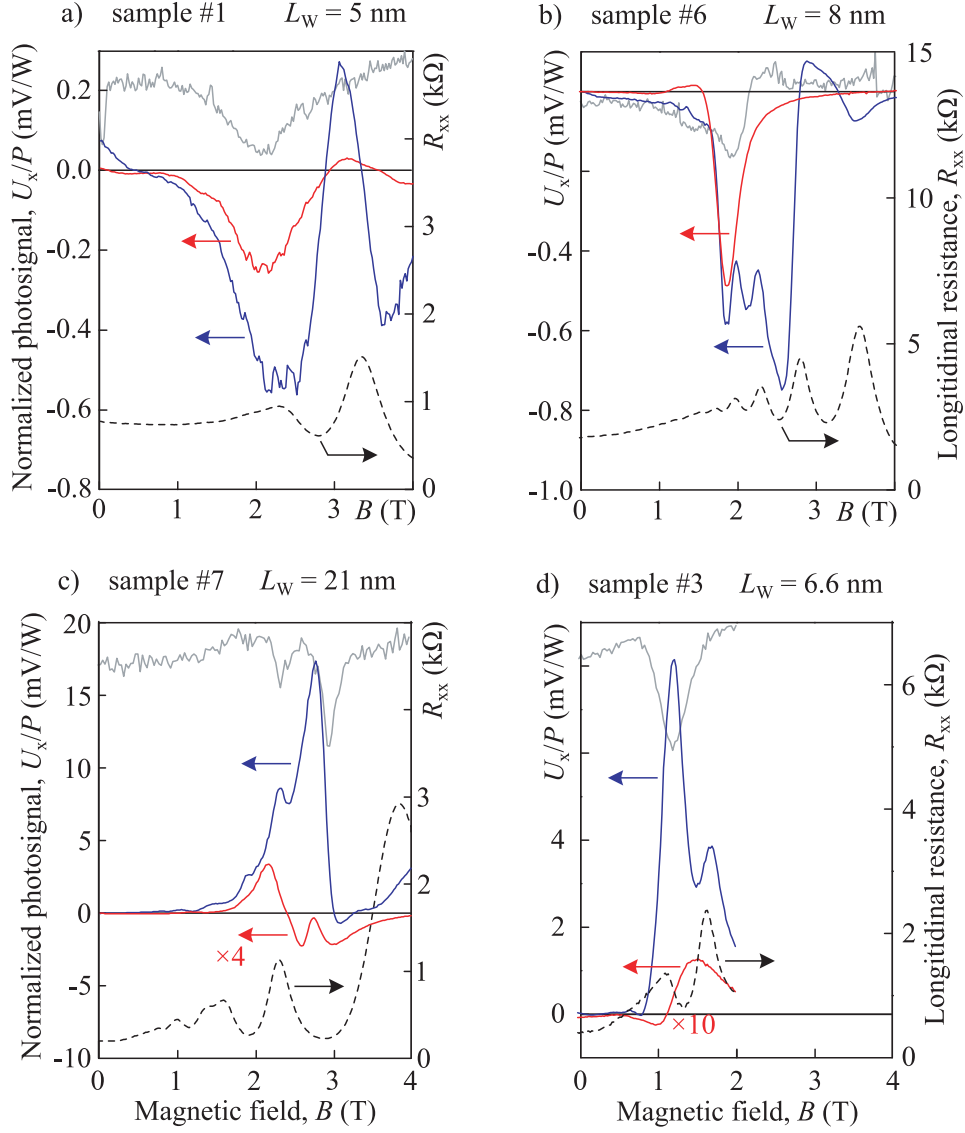 a) sample #1 L_W = 5 nm
b) sample #6 L_W = 8 nm
Normalized photosignal, U_x/P (mV/W)
0.2
0.0
-0.2
-0.4
-0.6
-0.8
0 1 2 3 B (T)
R_xx (kΩ)
3
2
1
0
U_x/P (mV/W)
-0.4
-0.6
-0.8
-1.0
0 1 2 3 B (T)
Longitidinal resistance, R_xx (kΩ)
15
10
5
0
c) sample #7 L_W = 21 nm
d) sample #3 L_W = 6.6 nm
Normalized photosignal, U_x/P (mV/W)
20
15
10
5
0
-5
-10
×4
0 1 2 3 4
Magnetic field, B (T)
R_xx (kΩ)
3
2
1
0
U_x/P (mV/W)
4
2
0
×10
0 1 2 3 4
Magnetic field, B (T)
Longitidinal resistance, R_xx (kΩ)
6
4
2
0